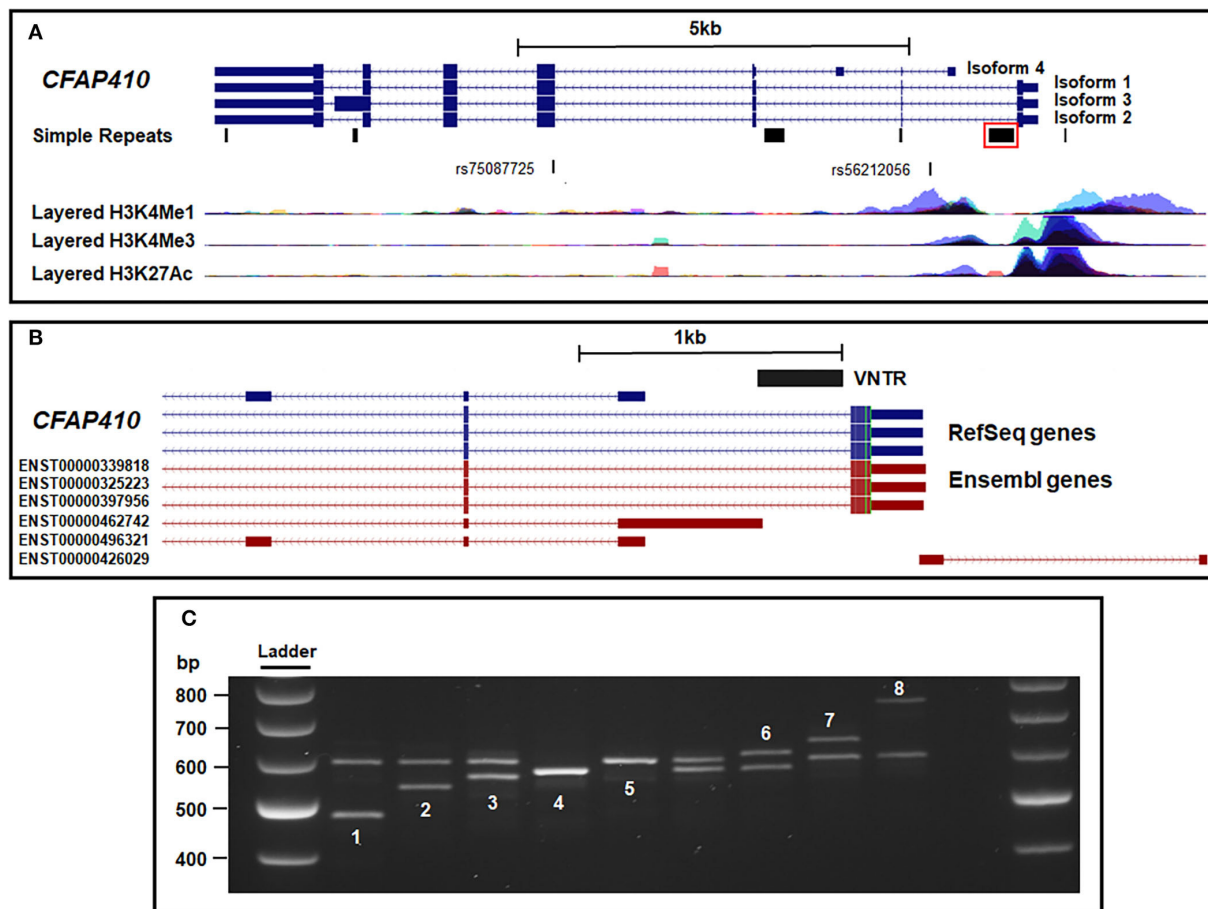 A
5kb
CFAP410
Isoform 4
Isoform 1
Isoform 3
Isoform 2
Simple Repeats
rs75087725
rs56212056
Layered H3K4Me1
Layered H3K4Me3
Layered H3K27Ac
B
1kb
VNTR
CFAP410
RefSeq genes
ENST00000339818
ENST00000325223
Ensembl genes
ENST00000397956
ENST00000462742
ENST00000496321
ENST00000426029
C
Ladder
bp
800
700
600
500
400
1
2
3
4
5
6
7
8